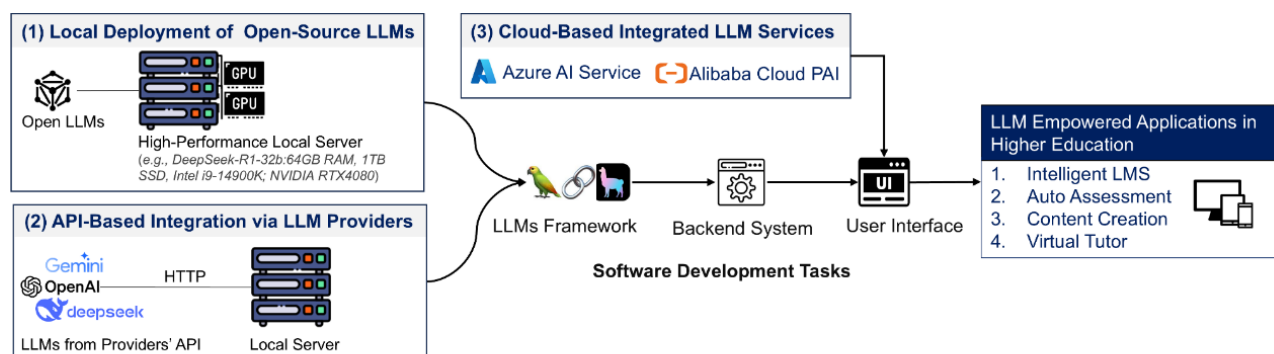 (1) Local Deployment of Open-Source LLMs
GPU
GPU
Open LLMs
High-Performance Local Server
(e.g., DeepSeek-R1-32b:64GB RAM, 1TB
SSD, Intel i9-14900K; NVIDIA RTX4080)
(2) API-Based Integration via LLM Providers
Gemini
OpenAI
deepseek
HTTP
LLMs from Providers' API
Local Server
(3) Cloud-Based Integrated LLM Services
Azure AI Service
Alibaba Cloud PAI
LLMs Framework
Backend System
UI
User Interface
Software Development Tasks
LLM Empowered Applications in
Higher Education
1. Intelligent LMS
2. Auto Assessment
3. Content Creation
4. Virtual Tutor